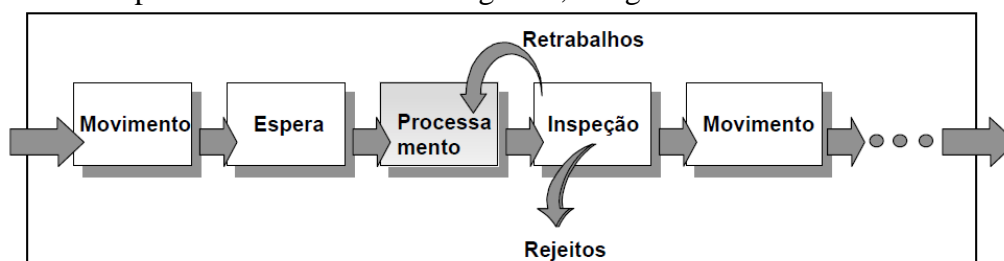 Retrabalhos
Movimento
Espera
Processa
mento
Inspeção
Movimento
Rejeitos